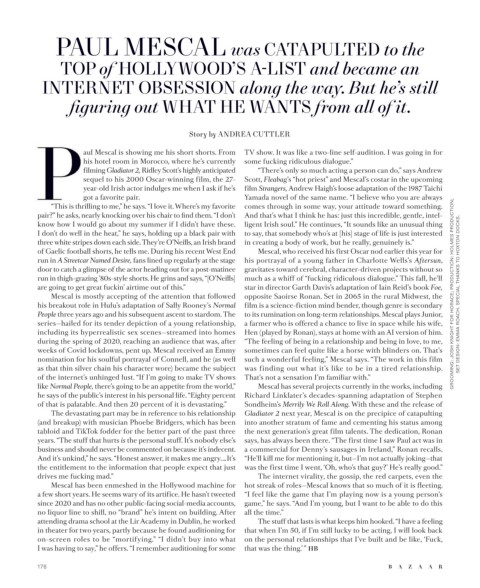 PAUL MESCAL was CATAPULTED to the
TOP of HOLLYWOOD'S A-LIST and became an
INTERNET OBSESSION along the way. But he's still
figuring out WHAT HE WANTS from all of it.
Story by ANDREA CUTTLER
Paul Mescal is showing me his short shorts. From
his hotel room in Morocco, where he's currently
filming Gladiator 2, Ridley Scott's highly anticipated
sequel to his 2000 Oscar-winning film, the 27-
year-old Irish actor indulges me when I ask if he's
got a favorite pair.
"This is thrilling to me," he says. "I love it. Where's my favorite
pair?" he asks, nearly knocking over his chair to find them. "I don't
know how I would go about my summer if I didn't have these.
I don't do well in the heat," he says, holding up a black pair with
three white stripes down each side. They're O'Neills, an Irish brand
of Gaelic football shorts, he tells me. During his recent West End
run in A Streetcar Named Desire, fans lined up regularly at the stage
door to catch a glimpse of the actor heading out for a post-matinee
run in thigh-grazing '80s-style shorts. He grins and says, "[O'Neills]
are going to get great fuckin' airtime out of this."
Mescal is mostly accepting of the attention that followed
his breakout role in Hulu's adaptation of Sally Rooney's Normal
People three years ago and his subsequent ascent to stardom. The
series—hailed for its tender depiction of a young relationship,
including its hyperrealistic sex scenes—streamed into homes
during the spring of 2020, reaching an audience that was, after
weeks of Covid lockdowns, pent up. Mescal received an Emmy
nomination for his soulful portrayal of Connell, and he (as well
as that thin silver chain his character wore) became the subject
of the internet's unhinged lust. "If I'm going to make TV shows
like Normal People, there's going to be an appetite from the world,"
he says of the public's interest in his personal life. "Eighty percent
of that is palatable. And then 20 percent of it is devastating."
The devastating part may be in reference to his relationship
(and breakup) with musician Phoebe Bridgers, which has been
tabloid and TikTok fodder for the better part of the past three
years. "The stuff that hurts is the personal stuff. It's nobody else's
business and should never be commented on because it's indecent.
And it's unkind," he says. "Honest answer, it makes me angry.... It's
the entitlement to the information that people expect that just
drives me fucking mad."
Mescal has been enmeshed in the Hollywood machine for
a few short years. He seems wary of its artifice. He hasn't tweeted
since 2020 and has no other public-facing social-media accounts,
no liquor line to shill, no "brand" he's intent on building. After
attending drama school at the Lir Academy in Dublin, he worked
in theater for two years, partly because he found auditioning for
on-screen roles to be "mortifying." "I didn't buy into what
I was having to say," he offers. "I remember auditioning for some
TV show. It was like a two-line self-audition. I was going in for
some fucking ridiculous dialogue."
"There's only so much acting a person can do," says Andrew
Scott, Fleabag's "hot priest" and Mescal's costar in the upcoming
film Strangers, Andrew Haigh's loose adaptation of the 1987 Taichi
Yamada novel of the same name. "I believe who you are always
comes through in some way, your attitude toward something.
And that's what I think he has: just this incredible, gentle, intel-
ligent Irish soul." He continues, "It sounds like an unusual thing
to say, that somebody who's at [his] stage of life is just interested
in creating a body of work, but he really, genuinely is."
Mescal, who received his first Oscar nod earlier this year for
his portrayal of a young father in Charlotte Wells's Aftersun,
gravitates toward cerebral, character-driven projects without so
much as a whiff of "fucking ridiculous dialogue." This fall, he'll
star in director Garth Davis's adaptation of Iain Reid's book Foe,
opposite Saoirse Ronan. Set in 2065 in the rural Midwest, the
film is a science-fiction mind bender, though genre is secondary
to its rumination on long-term relationships. Mescal plays Junior,
a farmer who is offered a chance to live in space while his wife,
Hen (played by Ronan), stays at home with an AI version of him.
"The feeling of being in a relationship and being in love, to me,
sometimes can feel quite like a horse with blinders on. That's
such a wonderful feeling," Mescal says. "The work in this film
was finding out what it's like to be in a tired relationship.
That's not a sensation I'm familiar with."
Mescal has several projects currently in the works, including
Richard Linklater's decades-spanning adaptation of Stephen
Sondheim's Merrily We Roll Along. With these and the release of
Gladiator 2 next year, Mescal is on the precipice of catapulting
into another stratum of fame and cementing his status among
the next generation's great film talents. The dedication, Ronan
says, has always been there. "The first time I saw Paul act was in
a commercial for Denny's sausages in Ireland," Ronan recalls.
"He'll kill me for mentioning it, but—I'm not actually joking—that
was the first time I went, 'Oh, who's that guy?' He's really good."
The internet virality, the gossip, the red carpets, even the
hot streak of roles—Mescal knows that so much of it is fleeting.
"I feel like the game that I'm playing now is a young person's
game," he says. "And I'm young, but I want to be able to do this
all the time."
The stuff that lasts is what keeps him hooked. "I have a feeling
that when I'm 50, if I'm still lucky to be acting, I will look back
on the personal relationships that I've built and be like, 'Fuck,
that was the thing.'" HB
176
BAZAAR